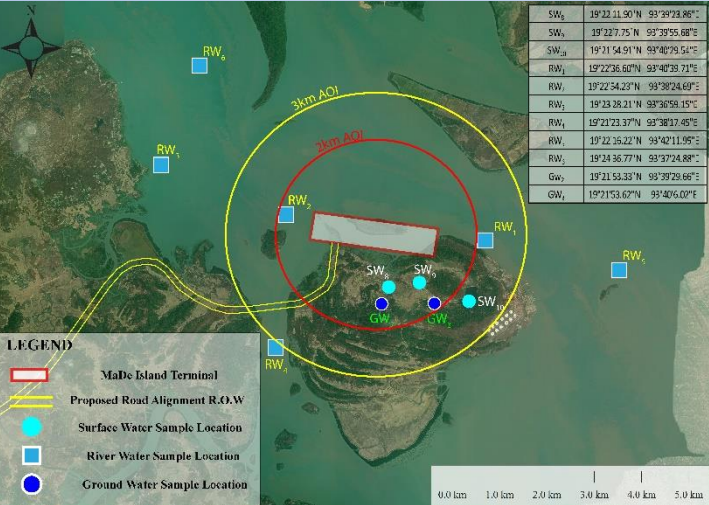 N
SW₈ 19°22'11.90"N 93°39'23.86"E
SW₉ 19°22'7.75"N 93°39'55.68"E
SW₁₀ 19°21'54.91"N 93°40'29.54"E
RW₁ 19°22'36.60"N 93°40'39.71"E
RW₂ 19°22'54.23"N 93°38'24.69"E
RW₃ 19°23'28.21"N 93°36'59.15"E
RW₄ 19°21'23.37"N 93°38'17.45"E
RW₅ 19°22'16.22"N 93°42'11.95"E
RW₆ 19°24'36.77"N 93°37'24.88"E
GW₂ 19°21'53.33"N 93°39'29.66"E
GW₁ 19°21'53.62"N 93°40'6.02"E
RW₆
3km AOI
2km AOI
RW₃
RW₂
RW₁
RW₅
SW₈
SW₉
SW₁₀
GW
GW
RW₄
LEGEND
MaDe Island Terminal
Proposed Road Alignment R.O.W
Surface Water Sample Location
River Water Sample Location
Ground Water Sample Location
0.0 km 1.0 km 2.0 km 3.0 km 4.0 km 5.0 km